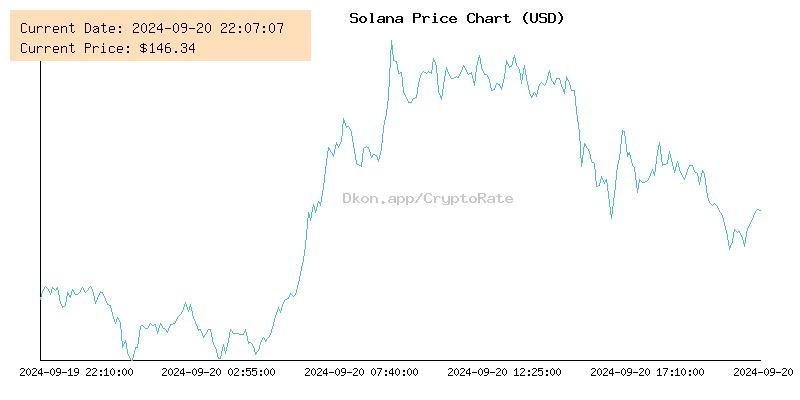 Solana Price Chart (USD)
Current Date: 2024-09-20 22:07:07
Current Price: $146.34
Dkon.app/CryptoRate
2024-09-19 22:10:00 2024-09-20 02:55:00 2024-09-20 07:40:00 2024-09-20 12:25:00 2024-09-20 17:10:00 2024-09-20